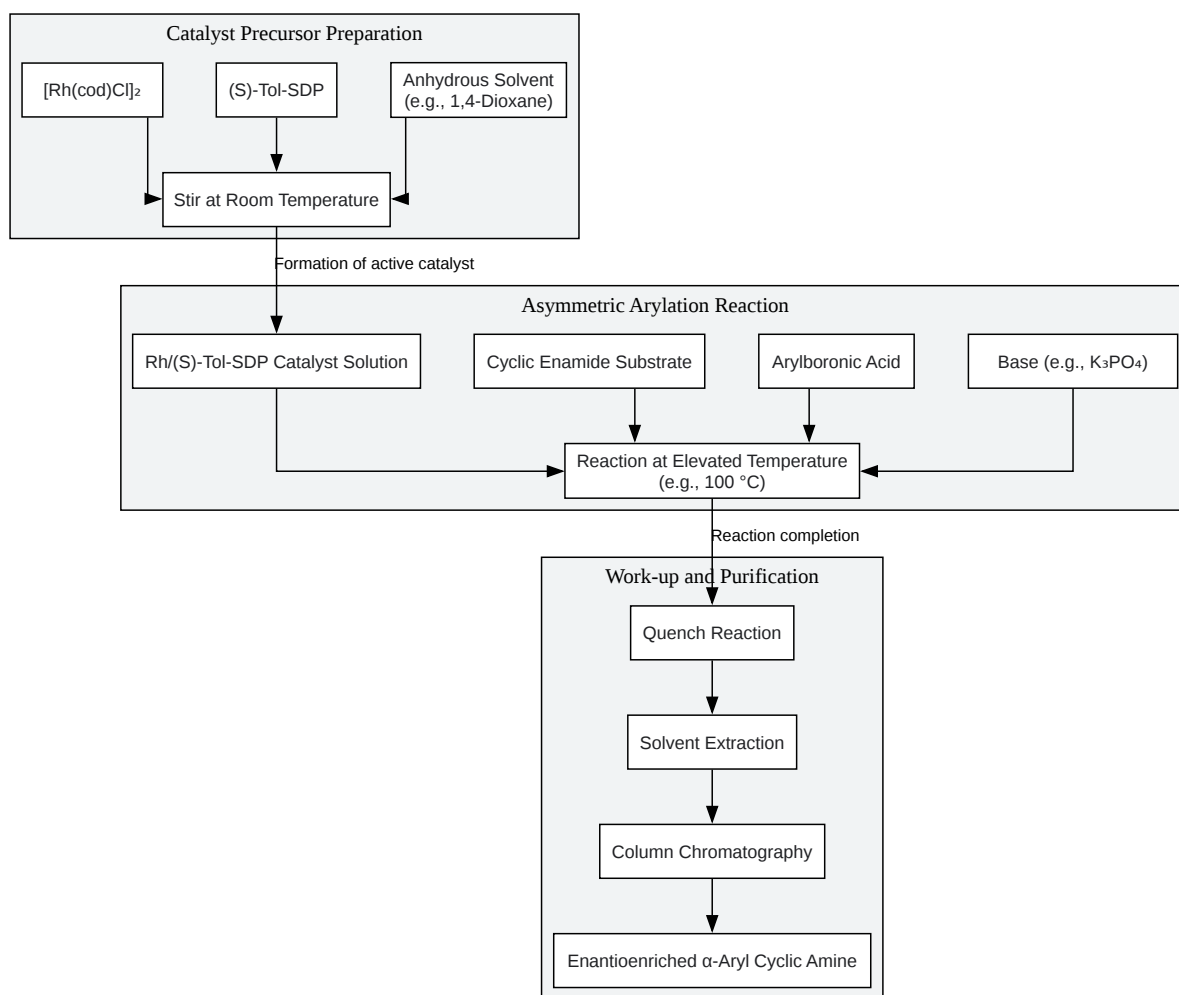 Catalyst Precursor Preparation
[Rh(cod)Cl]₂
(S)-Tol-SDP
Anhydrous Solvent
(e.g., 1,4-Dioxane)
Stir at Room Temperature
Formation of active catalyst
Asymmetric Arylation Reaction
Rh/(S)-Tol-SDP Catalyst Solution
Cyclic Enamide Substrate
Arylboronic Acid
Base (e.g., K₃PO₄)
Reaction at Elevated Temperature
(e.g., 100 °C)
Reaction completion
Work-up and Purification
Quench Reaction
Solvent Extraction
Column Chromatography
Enantioenriched α-Aryl Cyclic Amine